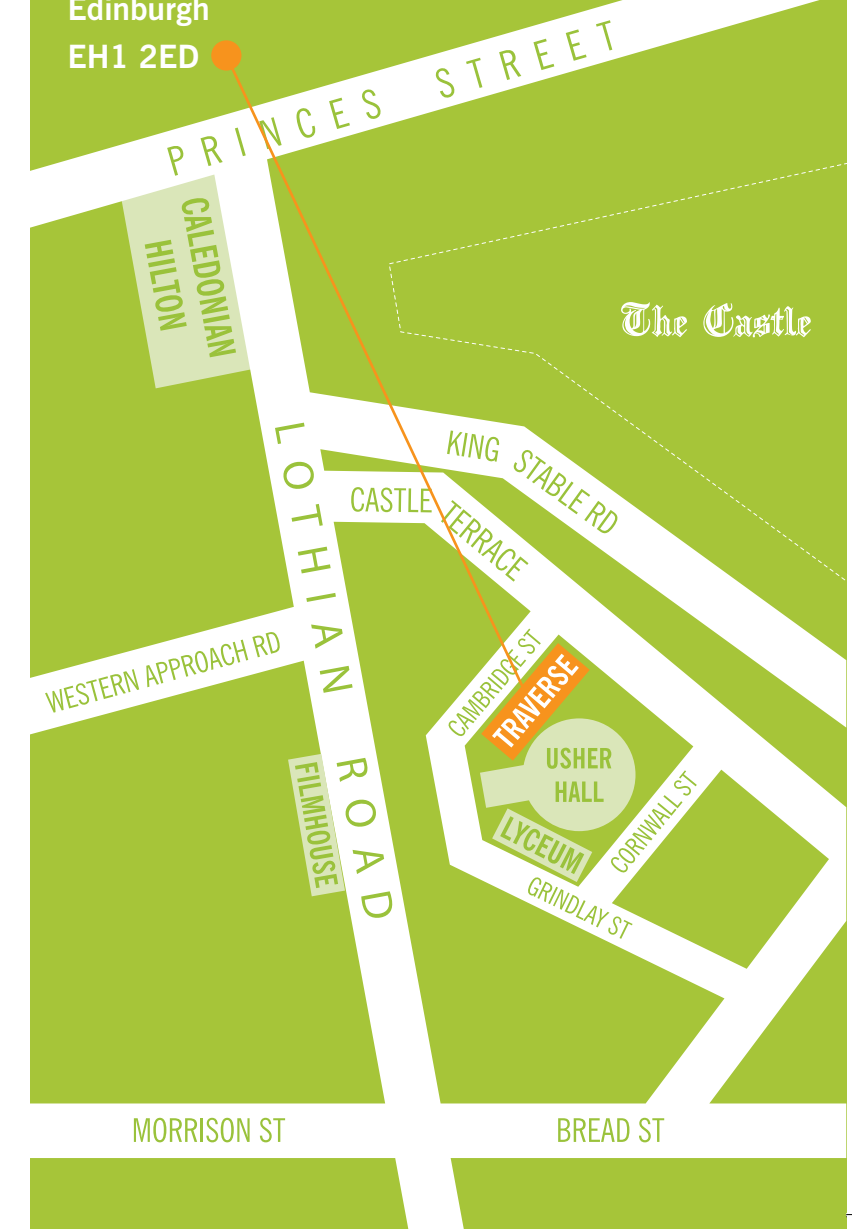 Edinburgh
EH1 2ED
PRINCES STREET
CALEDONIAN
HILTON
The Castle
LOTHIAN ROAD
KING STABLE RD
CASTLE TERRACE
WESTERN APPROACH RD
CAMBRIDGE ST
TRAVERSE
USHER
HALL
FILMHOUSE
LYCEUM
CORNWALL ST
GRINDLAY ST
MORRISON ST
BREAD ST